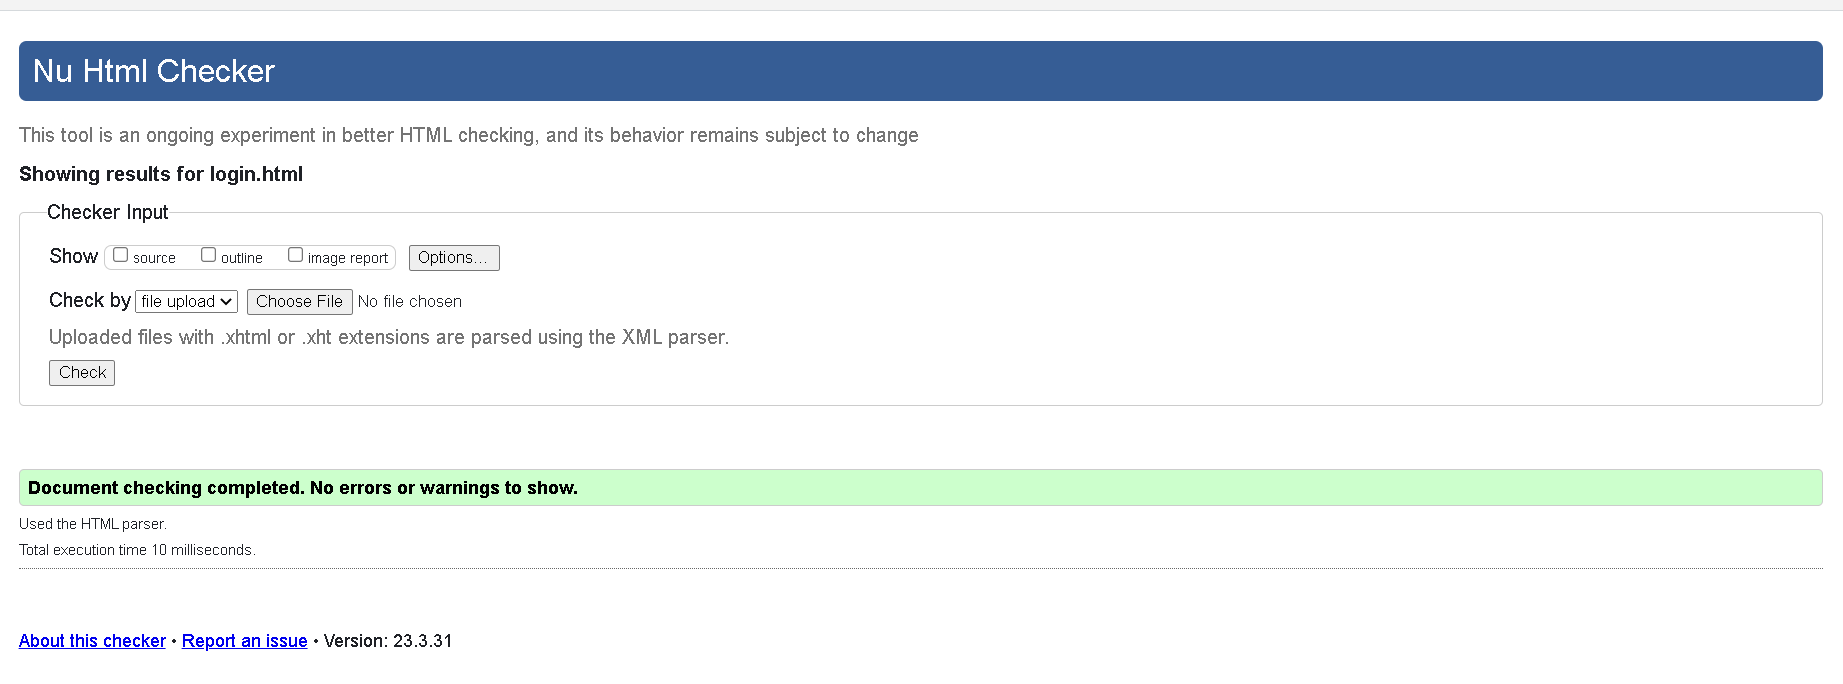 Nu Html Checker
This tool is an ongoing experiment in better HTML checking, and its behavior remains subject to change
Showing results for login.html
Checker Input
Show source outline image report Options...
Check by file upload Choose File No file chosen
Uploaded files with .xhtml or .xht extensions are parsed using the XML parser.
Check
Document checking completed. No errors or warnings to show.
Used the HTML parser.
Total execution time 10 milliseconds.
About this checker • Report an issue • Version: 23.3.31